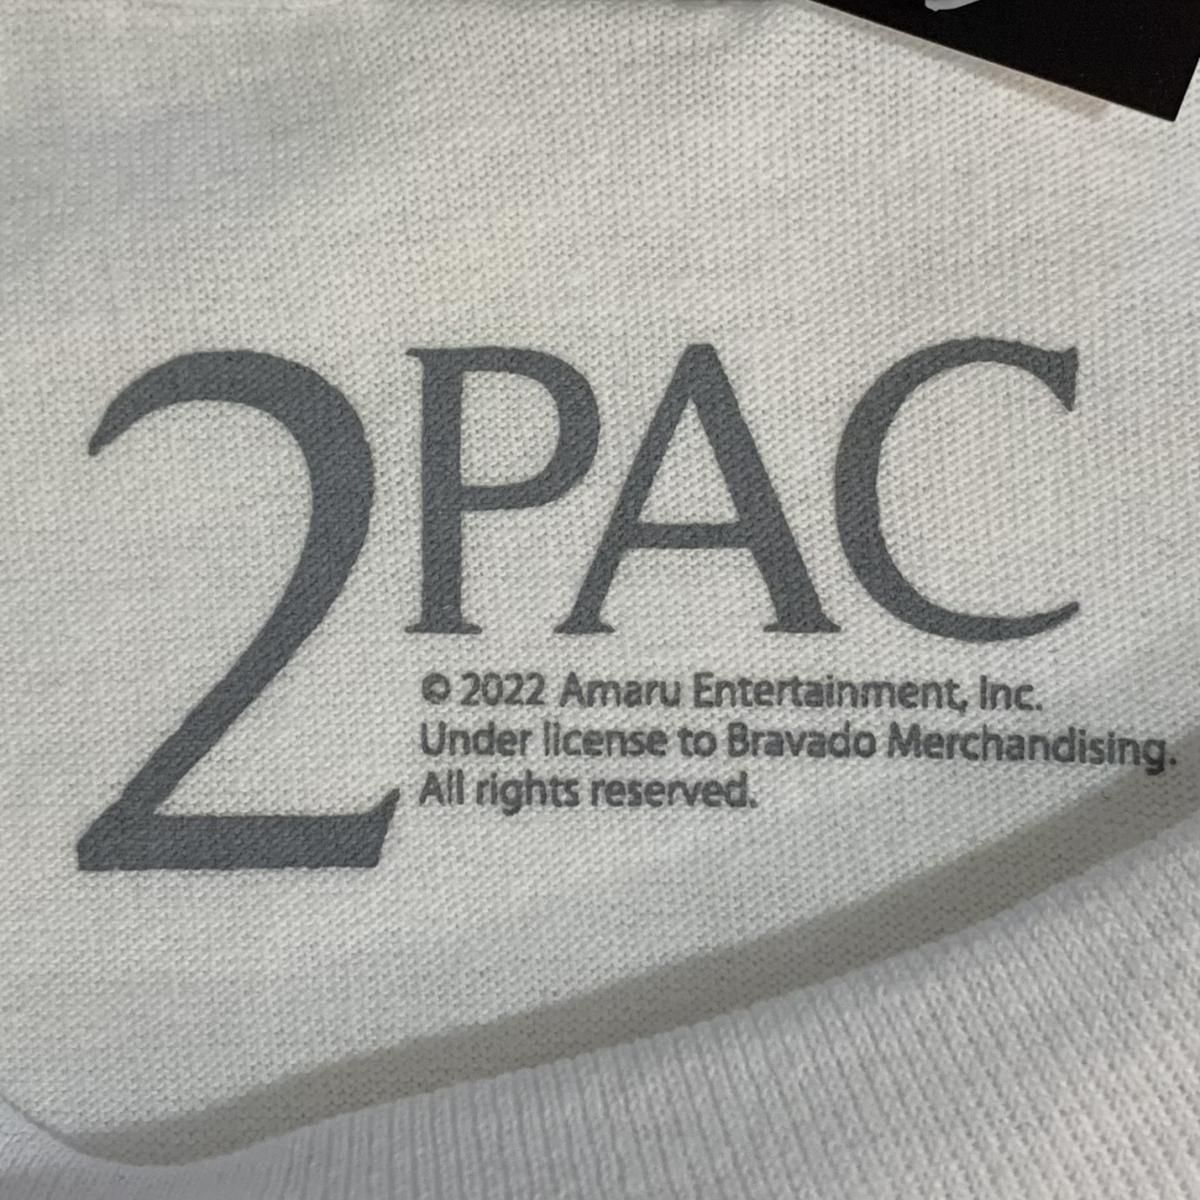 2PAC
© 2022 Amaru Entertainment, Inc.
Under license to Bravado Merchandising.
All rights reserved.